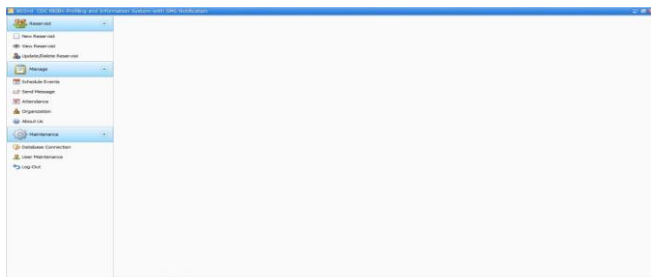 Profiling and Information System with SMS Notification
Reservist
New Reservist
View Reservist
Update/Delete Reservist
Manage
Schedule Events
Send Message
Attendance
Organization
About Us
Maintenance
Database Connection
User Maintenance
Log-Out